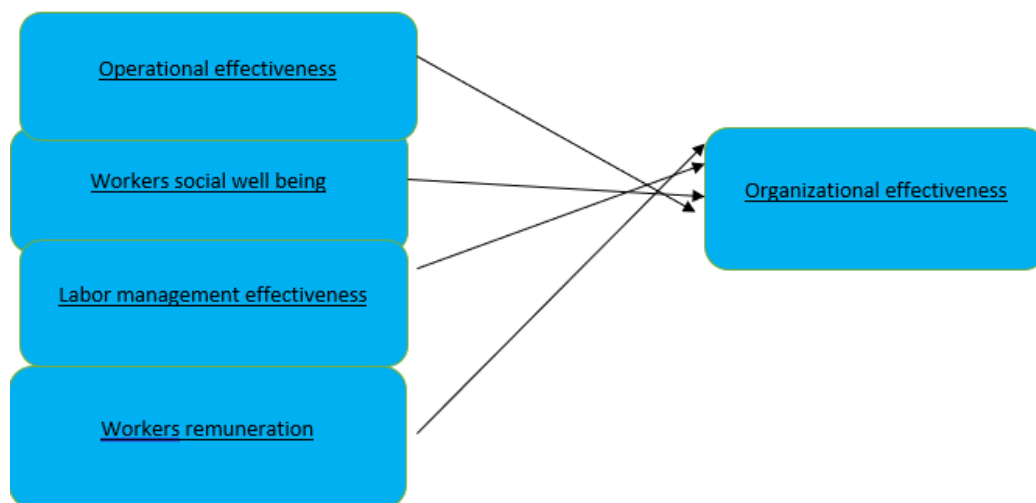 Operational effectiveness
Workers social well being
Organizational effectiveness
Labor management effectiveness
Workers remuneration